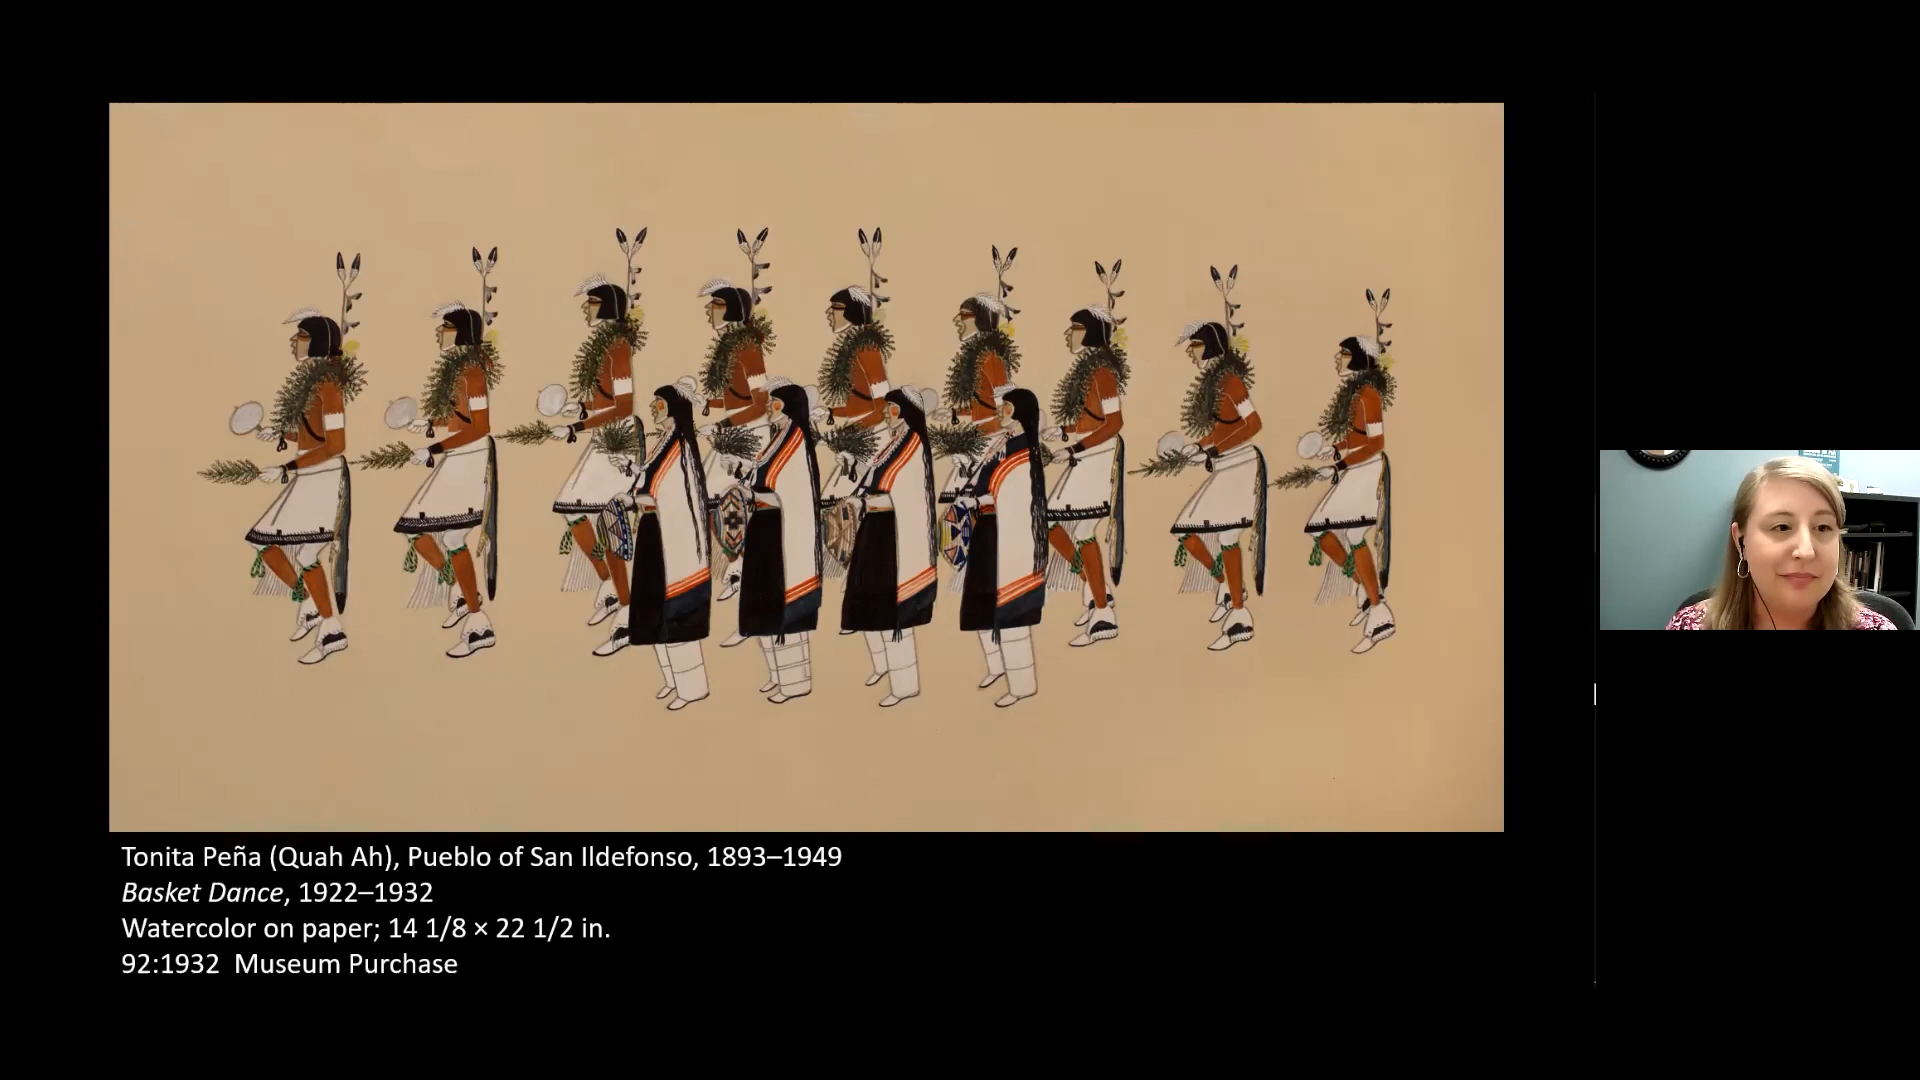 Tonita Peña (Quah Ah), Pueblo of San Ildefonso, 1893–1949
Basket Dance, 1922–1932
Watercolor on paper; 14 1/8 × 22 1/2 in.
92:1932  Museum Purchase